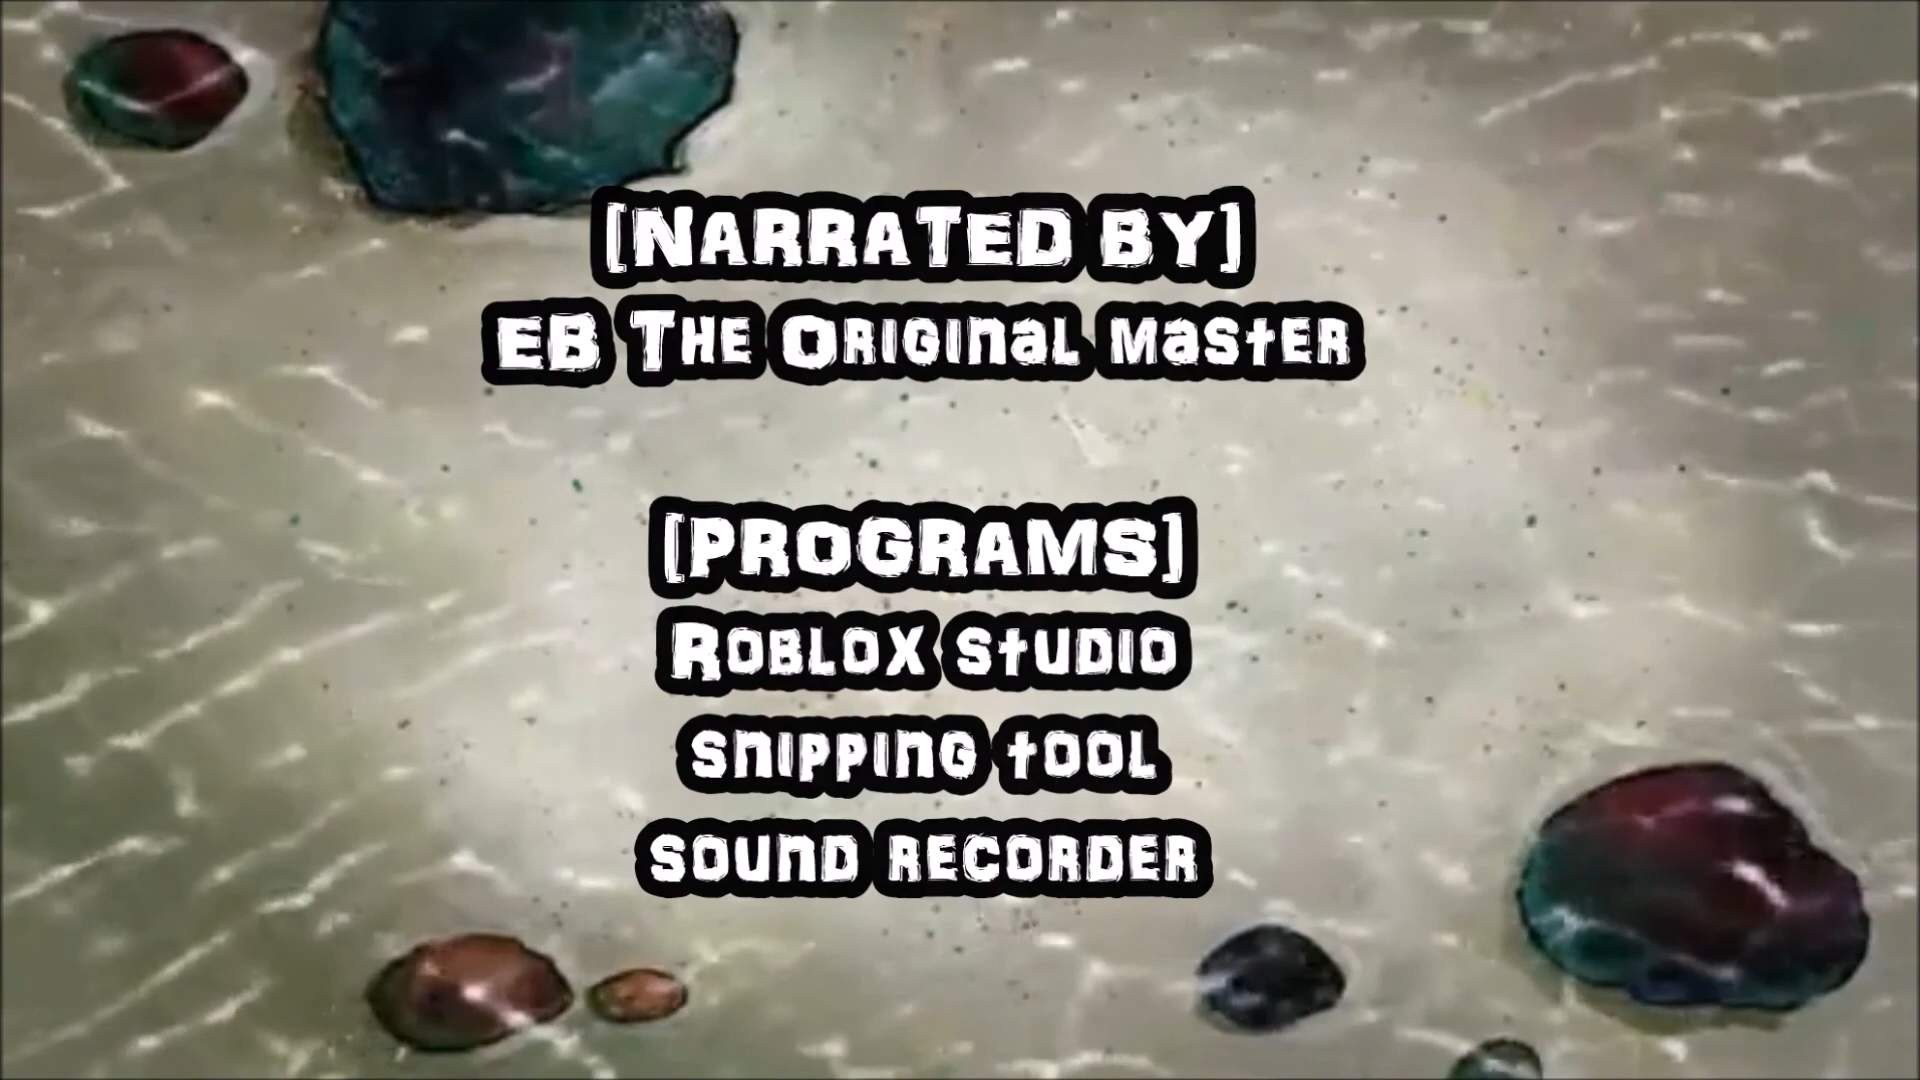 [NARRATED BY]
EB The Original master
[PROGRAMS]
Roblox studio
snipping tool
sound recorder